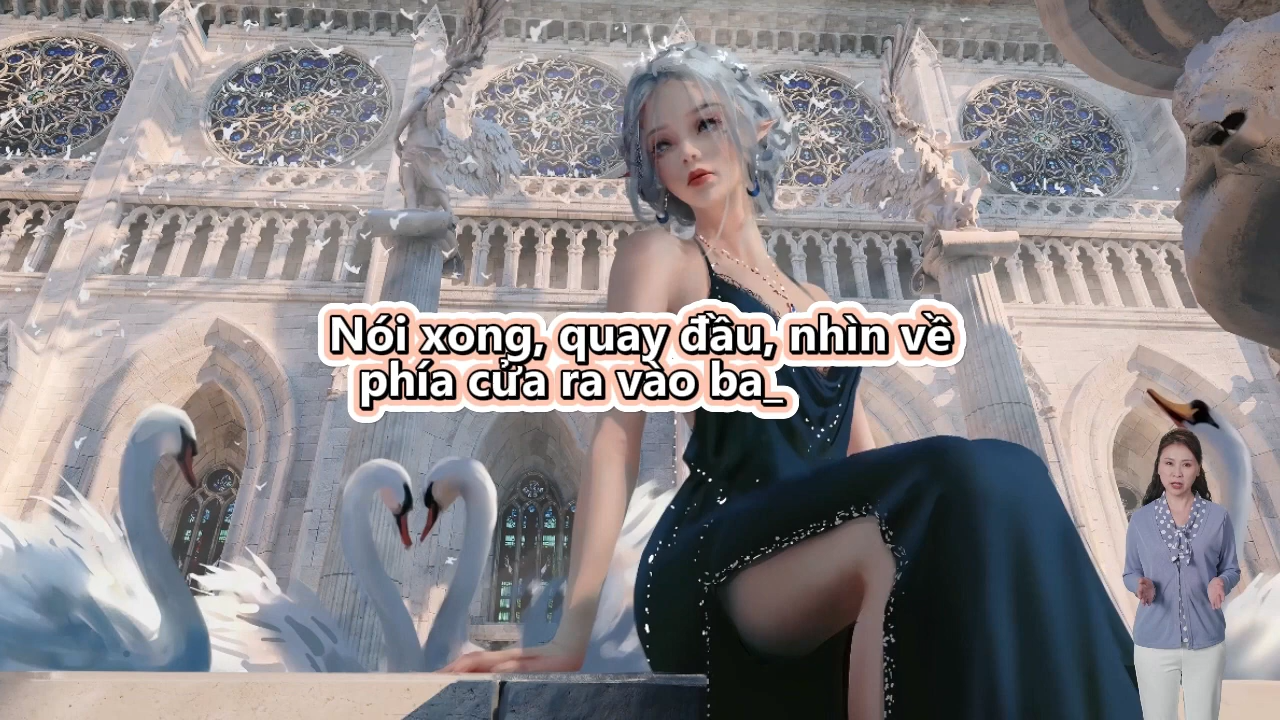 Nói xong, quay đầu, nhìn về
phía cửa ra vào ba_